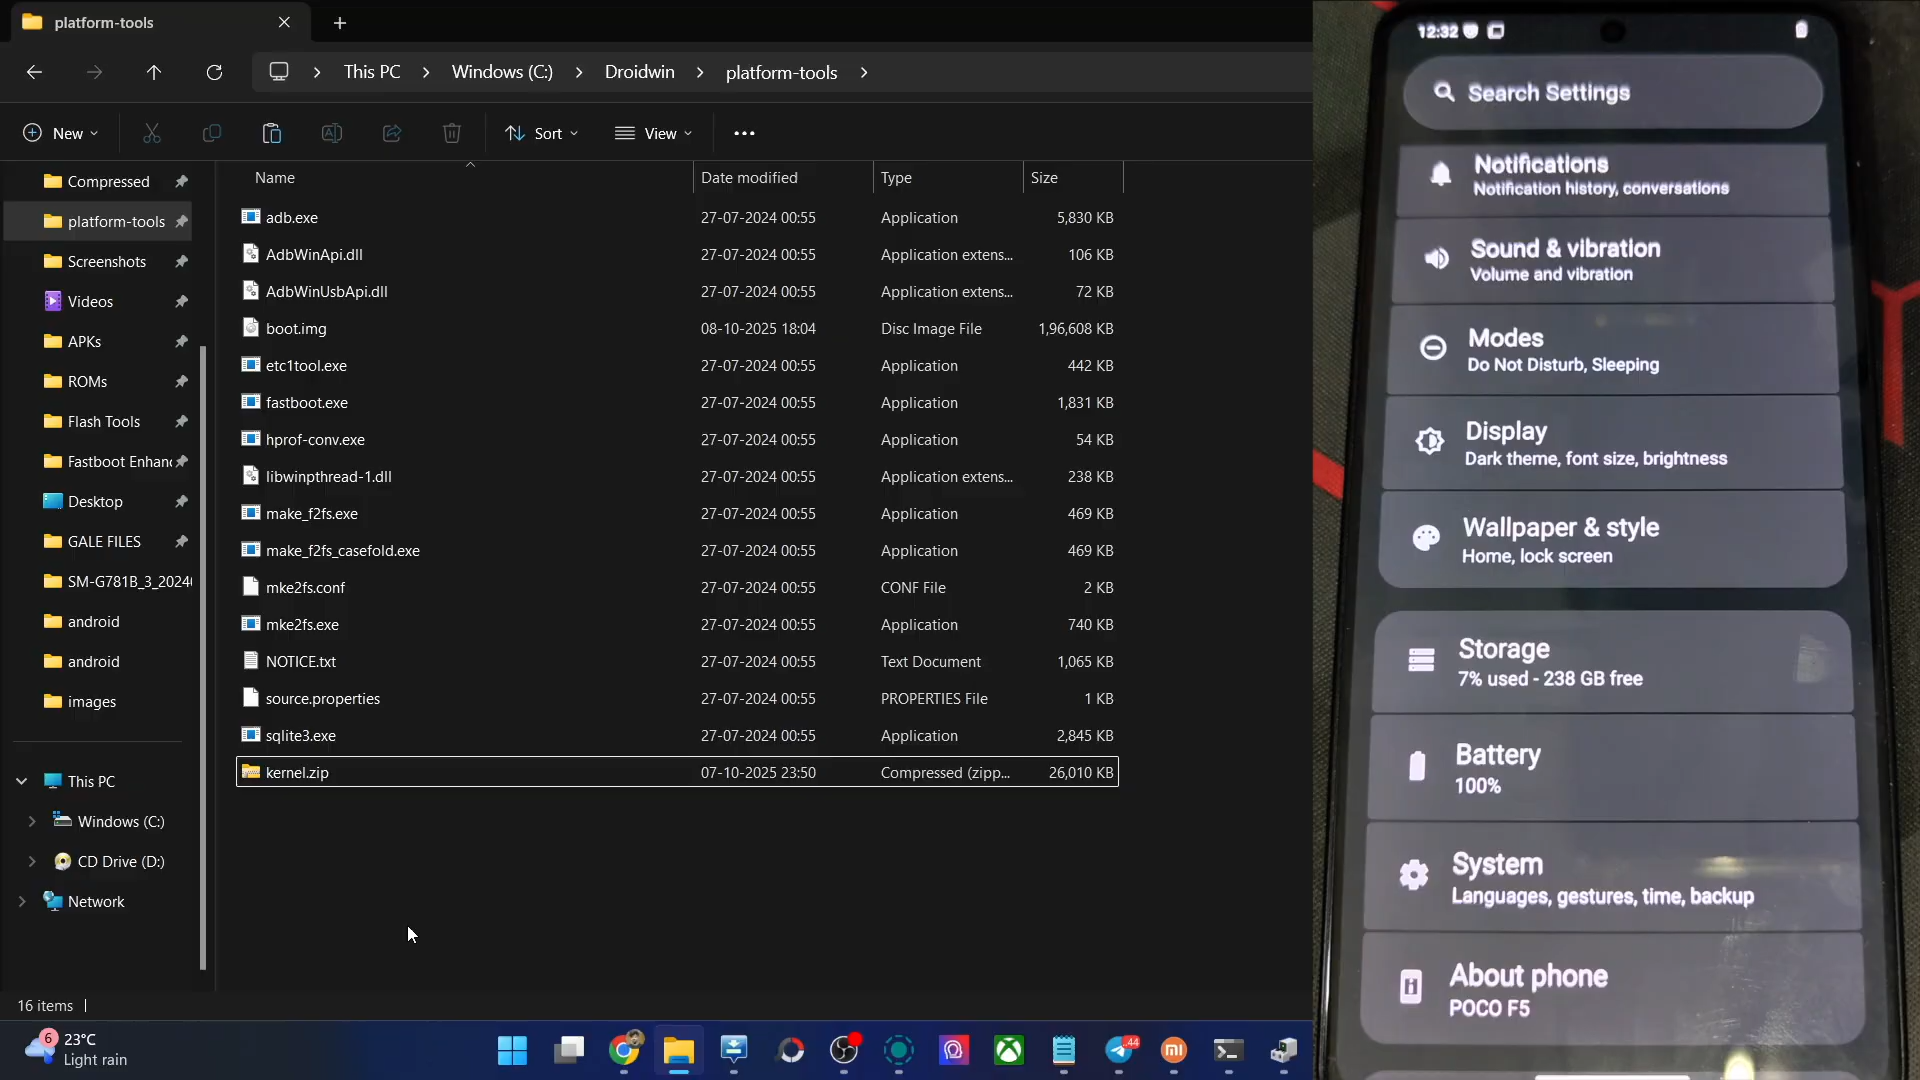 platform-tools
This PC
Windows (C:)
Droidwin
platform-tools
New
Sort
View
Compressed
platform-tools
Screenshots
Videos
APKs
ROMs
Flash Tools
Fastboot Enhanc
Desktop
GALE FILES
SM-G781B_3_2024
android
android
images
This PC
Windows (C:)
CD Drive (D:)
Network
Name Date modified Type Size
adb.exe 27-07-2024 00:55 Application 5,830 KB
AdbWinApi.dll 27-07-2024 00:55 Application extens... 106 KB
AdbWinUsbApi.dll 27-07-2024 00:55 Application extens... 72 KB
boot.img 08-10-2025 18:04 Disc Image File 1,96,608 KB
etc1tool.exe 27-07-2024 00:55 Application 442 KB
fastboot.exe 27-07-2024 00:55 Application 1,831 KB
hprof-conv.exe 27-07-2024 00:55 Application 54 KB
libwinpthread-1.dll 27-07-2024 00:55 Application extens... 238 KB
make_f2fs.exe 27-07-2024 00:55 Application 469 KB
make_f2fs_casefold.exe 27-07-2024 00:55 Application 469 KB
mke2fs.conf 27-07-2024 00:55 CONF File 2 KB
mke2fs.exe 27-07-2024 00:55 Application 740 KB
NOTICE.txt 27-07-2024 00:55 Text Document 1,065 KB
source.properties 27-07-2024 00:55 PROPERTIES File 1 KB
sqlite3.exe 27-07-2024 00:55 Application 2,845 KB
kernel.zip 07-10-2025 23:50 Compressed (zipp... 26,010 KB
16 items
6
23°C
Light rain
44
12:32
Search Settings
Notifications
Notification history, conversations
Sound & vibration
Volume and vibration
Modes
Do Not Disturb, Sleeping
Display
Dark theme, font size, brightness
Wallpaper & style
Home, lock screen
Storage
7% used - 238 GB free
Battery
100%
System
Languages, gestures, time, backup
About phone
POCO F5